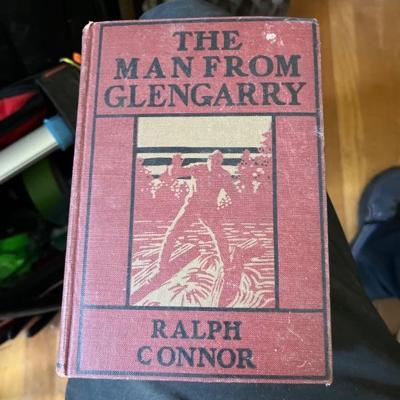 THE
MAN FROM
GLENGARRY
RALPH
CONNOR